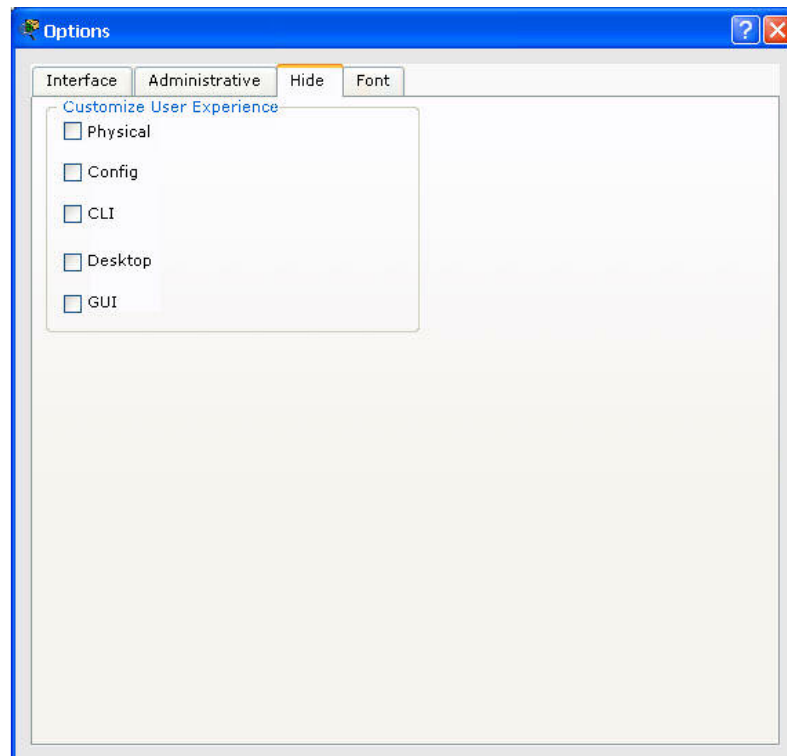 Options
Interface
Administrative
Hide
Font
Customize User Experience
Physical
Config
CLI
Desktop
GUI